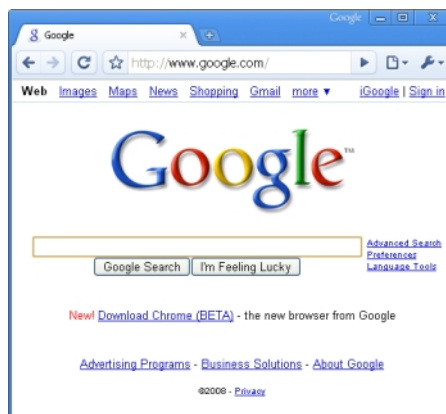 Google
Google
http://www.google.com/
Web Images Maps News Shopping Gmail more ▼ iGoogle | Sign in
Google™
Advanced Search
Preferences
Language Tools
Google Search I'm Feeling Lucky
New! Download Chrome (BETA) - the new browser from Google
Advertising Programs - Business Solutions - About Google
©2008 - Privacy